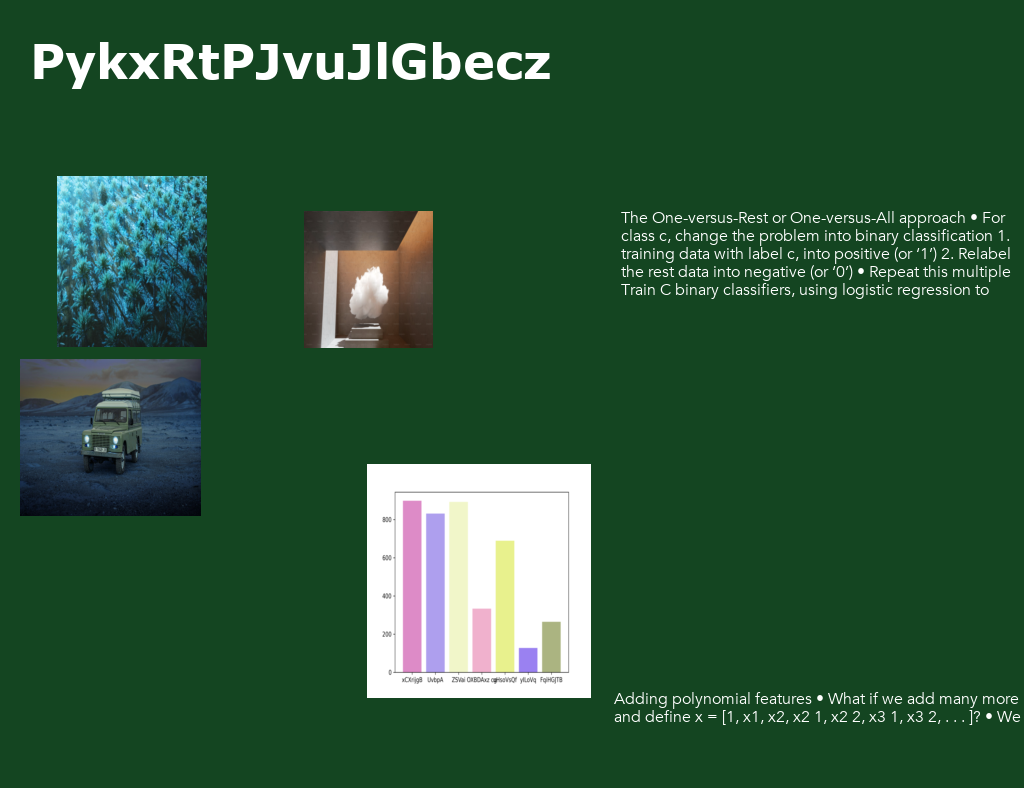 PykxRtPJvuJlGbecz
The One-versus-Rest or One-versus-All approach • For
class c, change the problem into binary classification 1.
training data with label c, into positive (or ‘1’) 2. Relabel
the rest data into negative (or ‘0’) • Repeat this multiple
Train C binary classifiers, using logistic regression to
800
600
400
200
0
UvbpA ZSVai yILoVq
Adding polynomial features • What if we add many more
and define x = [1, x1, x2, x2 1, x2 2, x3 1, x3 2, . . . ]? • We